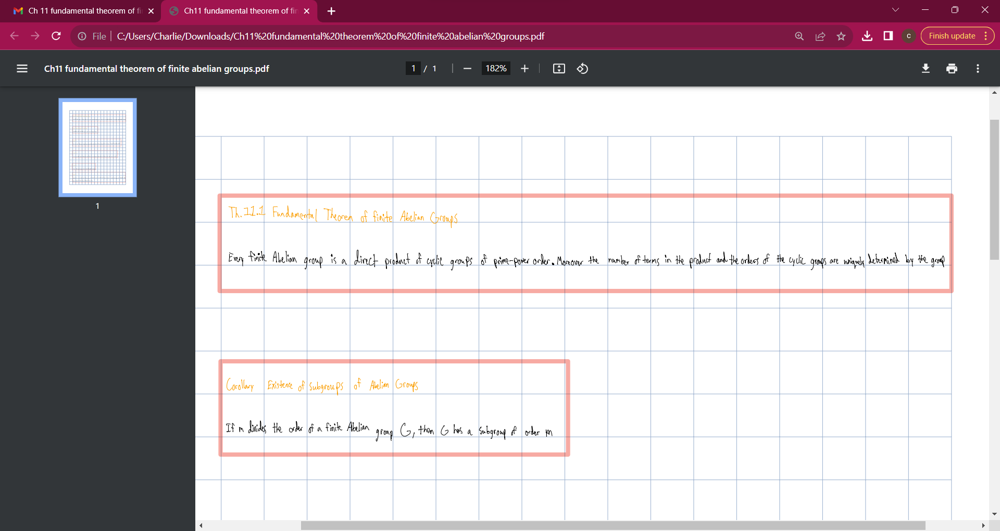 Ch 11 fundamental theorem of fi
Ch11 fundamental theorem of fin
File
C:/Users/Charlie/Downloads/Ch11%20fundamental%20theorem%20of%20finite%20abelian%20groups.pdf
C
Finish update
Ch11 fundamental theorem of finite abelian groups.pdf
1 / 1
182%
1
Th.11.1 Fundamental Theorem of finite Abelian Groups
Every finite Abelian group is a direct product of cyclic groups of prime-power order. Moreover the number of terms in the product and the orders of the cyclic groups are uniquely determined by the group
Corollary Existence of subgroups of Abelian Groups
If m divides the order of a finite Abelian group G, then G has a subgroup of order m